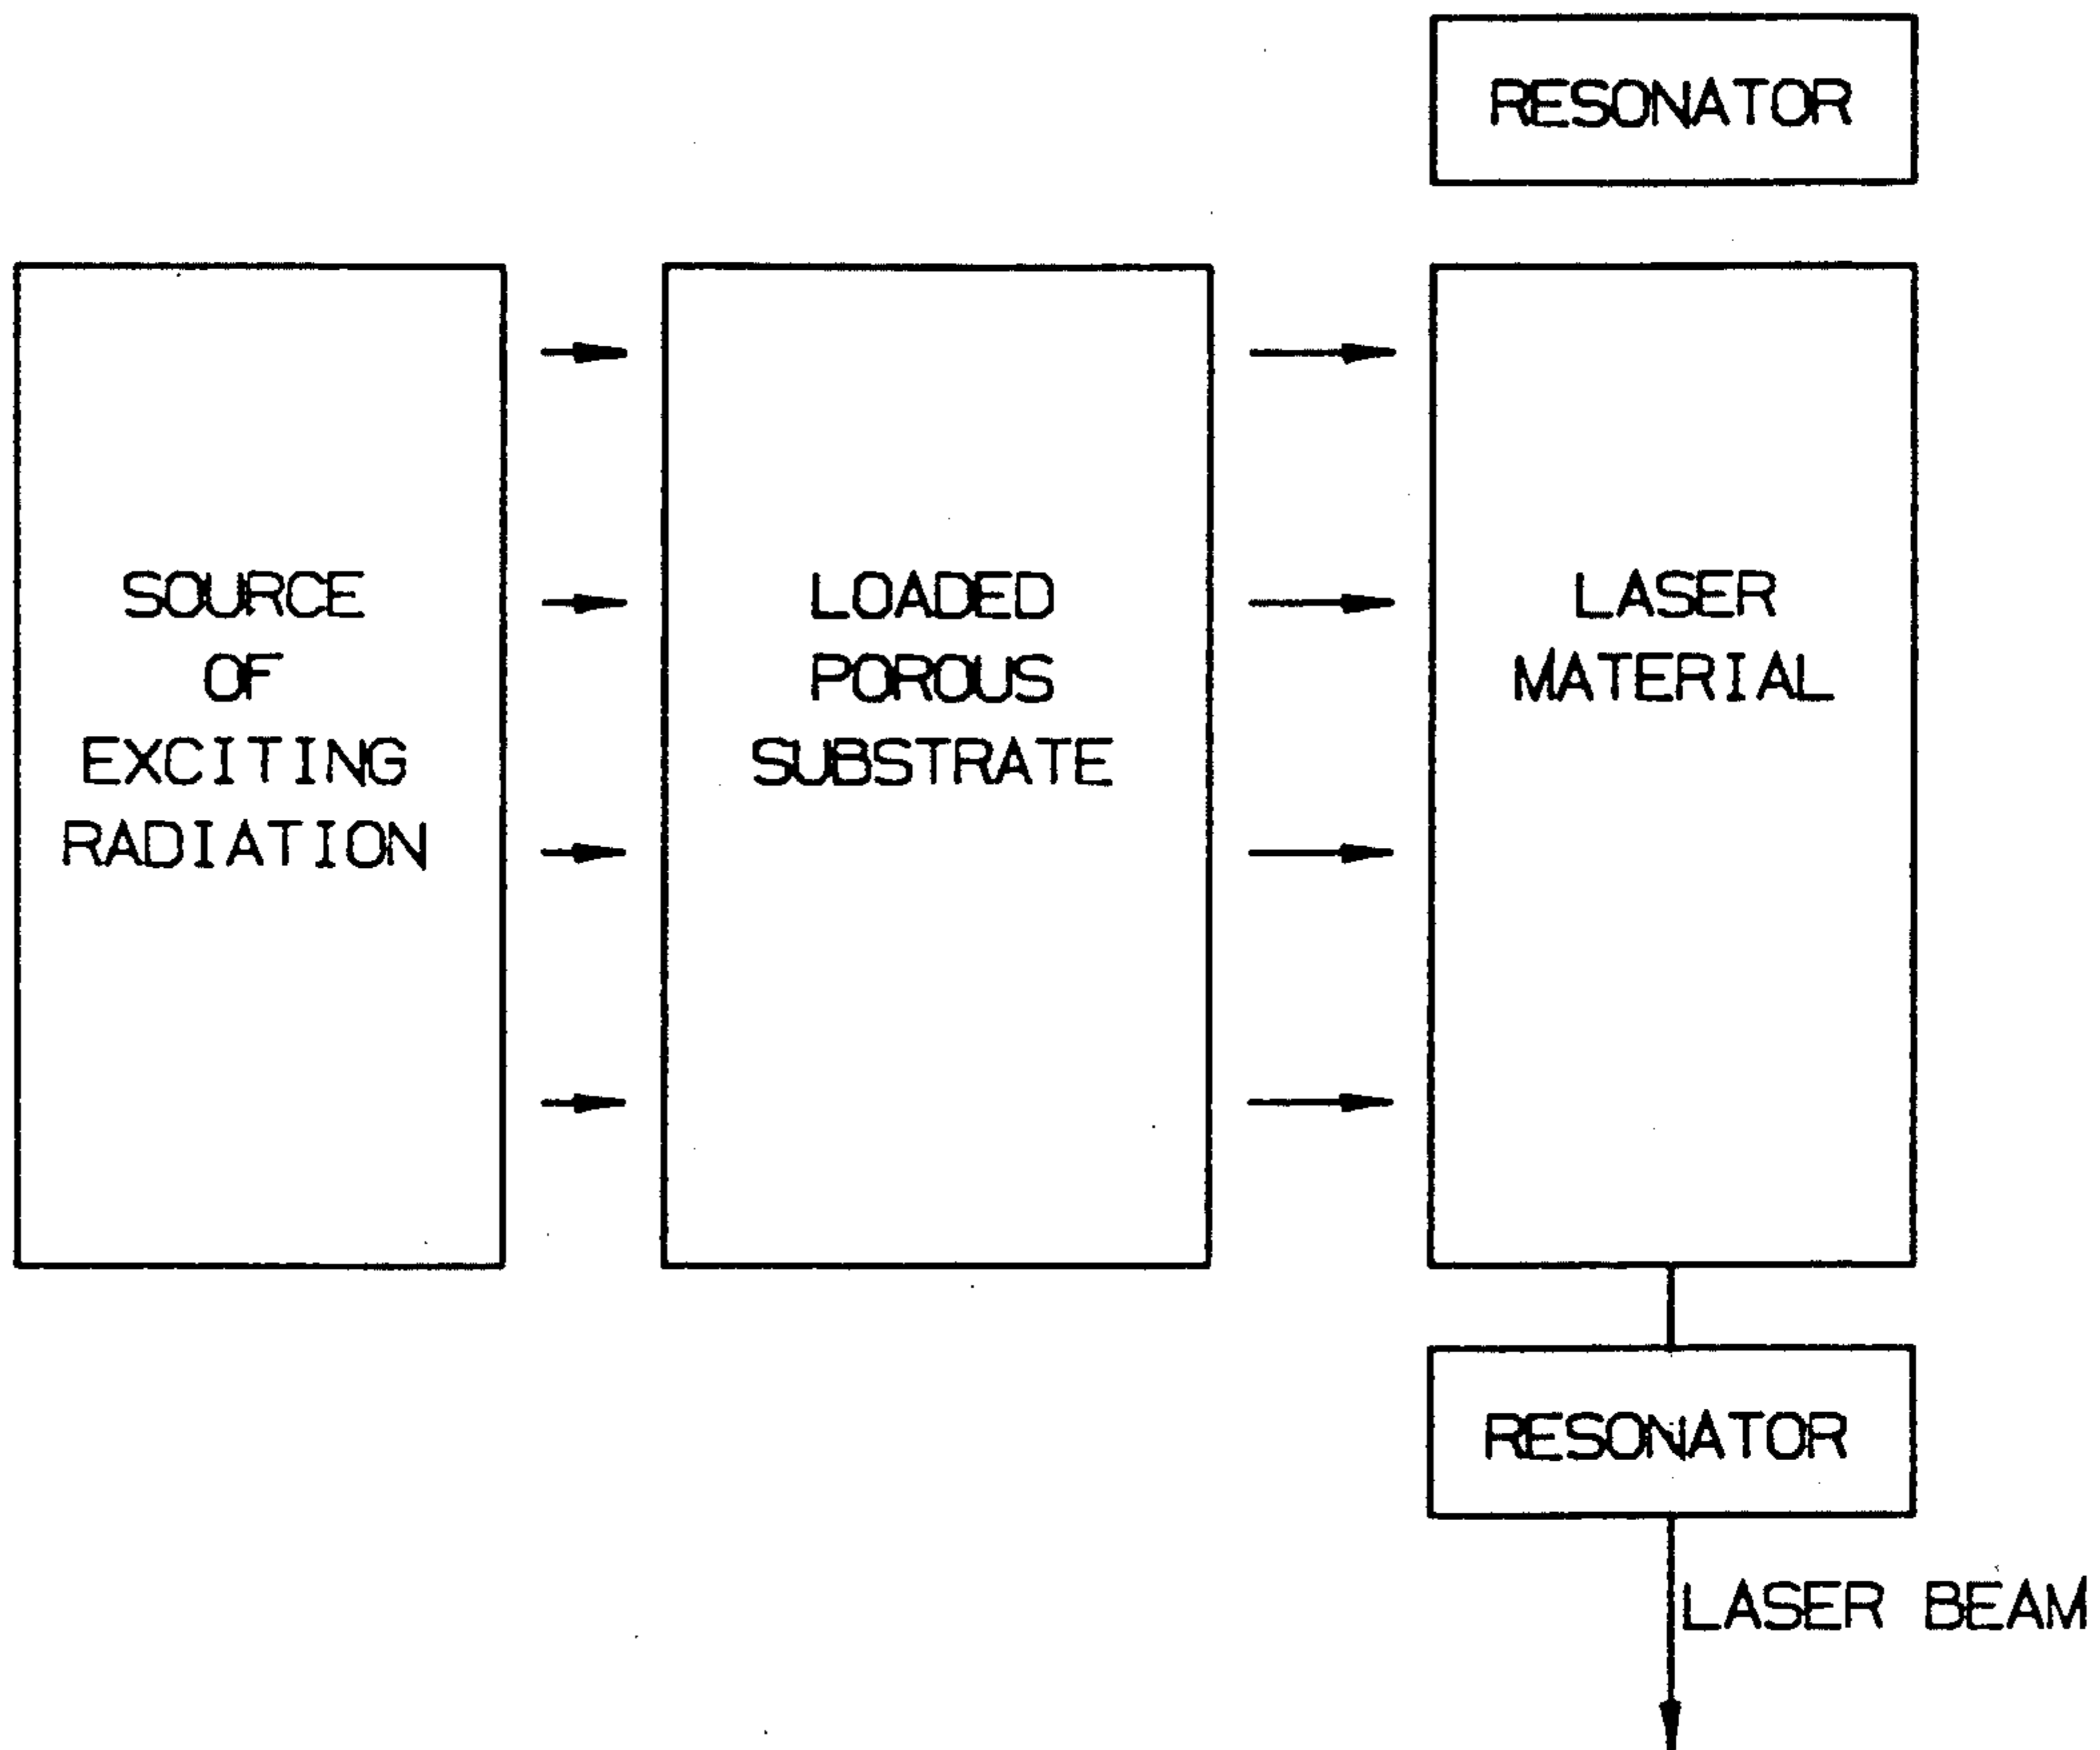 RESONATOR
SOURCE
OF
EXCITING
RADIATION
LOADED
POROUS
SUBSTRATE
LASER
MATERIAL
RESONATOR
LASER BEAM